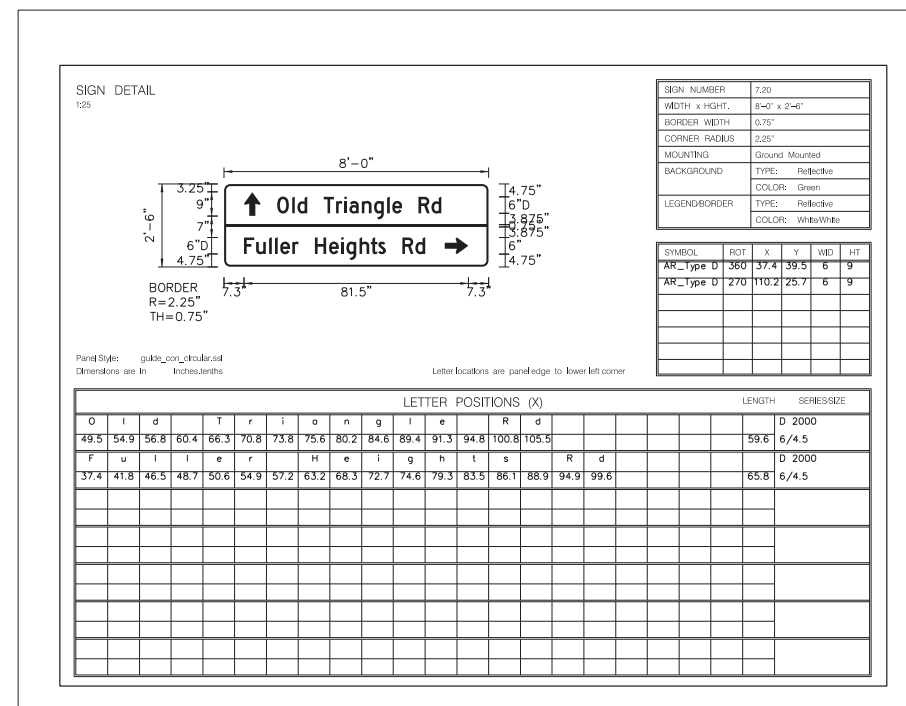 SIGN DETAIL
1:25
SIGN NUMBER 7.20
WIDTH x HGHT. 8'-0" x 2'-6"
BORDER WIDTH 0.75"
CORNER RADIUS 2.25"
MOUNTING Ground Mounted
BACKGROUND TYPE: Reflective
COLOR: Green
LEGEND/BORDER TYPE: Reflective
COLOR: White/White
8'-0"
2'-6"
3.25"
9"
7"
6"D
4.75"
Old Triangle Rd
Fuller Heights Rd
4.75"
6"D
3.875"
0.75"
3.875"
6"
4.75"
7.3" 81.5" 7.3"
BORDER
R=2.25"
TH=0.75"
SYMBOL ROT X Y WID HT
AR_Type D 360 37.4 39.5 6 9
AR_Type D 270 110.2 25.7 6 9
Panel Style: guide_con_circular.ssi
Dimensions are in inches.tenths Letter locations are panel edge to lower left corner
LETTER POSITIONS (X) LENGTH SERIES/SIZE
O l d T r i a n g l e R d D 2000
49.5 54.9 56.8 60.4 66.3 70.8 73.8 75.6 80.2 84.6 89.4 91.3 94.8 100.8 105.5 59.6 6/4.5
F u l l e r H e i g h t s R d D 2000
37.4 41.8 46.5 48.7 50.6 54.9 57.2 63.2 68.3 72.7 74.6 79.3 83.5 86.1 88.9 94.9 99.6 65.8 6/4.5